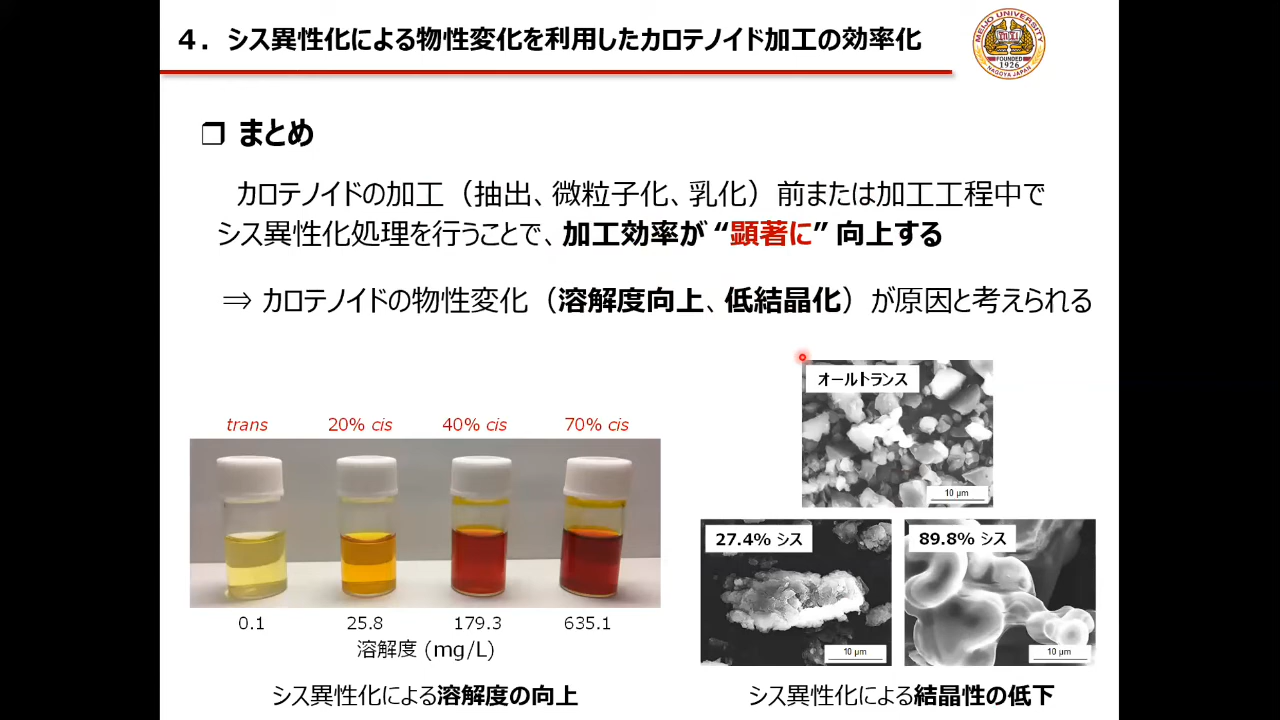 ４．シス異性化による物性変化を利用したカロテノイド加工の効率化
MEIJO UNIVERSITY
FOUNDED
1926
NAGOYA JAPAN
❒ まとめ
カロテノイドの加工（抽出、微粒子化、乳化）前または加工工程中で
シス異性化処理を行うことで、加工効率が “顕著に” 向上する
⇒ カロテノイドの物性変化（溶解度向上、低結晶化）が原因と考えられる
trans 20% cis 40% cis 70% cis
0.1 25.8 179.3 635.1
溶解度 (mg/L)
シス異性化による溶解度の向上
オールトランス
10 μm
27.4% シス
10 μm
89.8% シス
10 μm
シス異性化による結晶性の低下